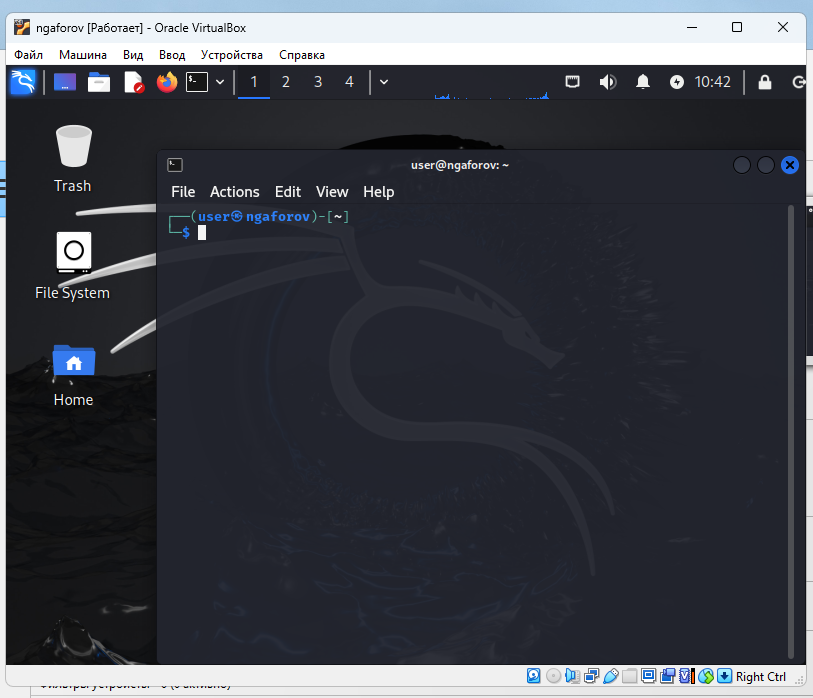 ngaforov [Работает] - Oracle VirtualBox
Файл Машина Вид Ввод Устройства Справка
1 2 3 4 10:42
Trash
File System
Home
user@ngaforov: ~
File Actions Edit View Help
(user㉿ngaforov)-[~]
$
Right Ctrl